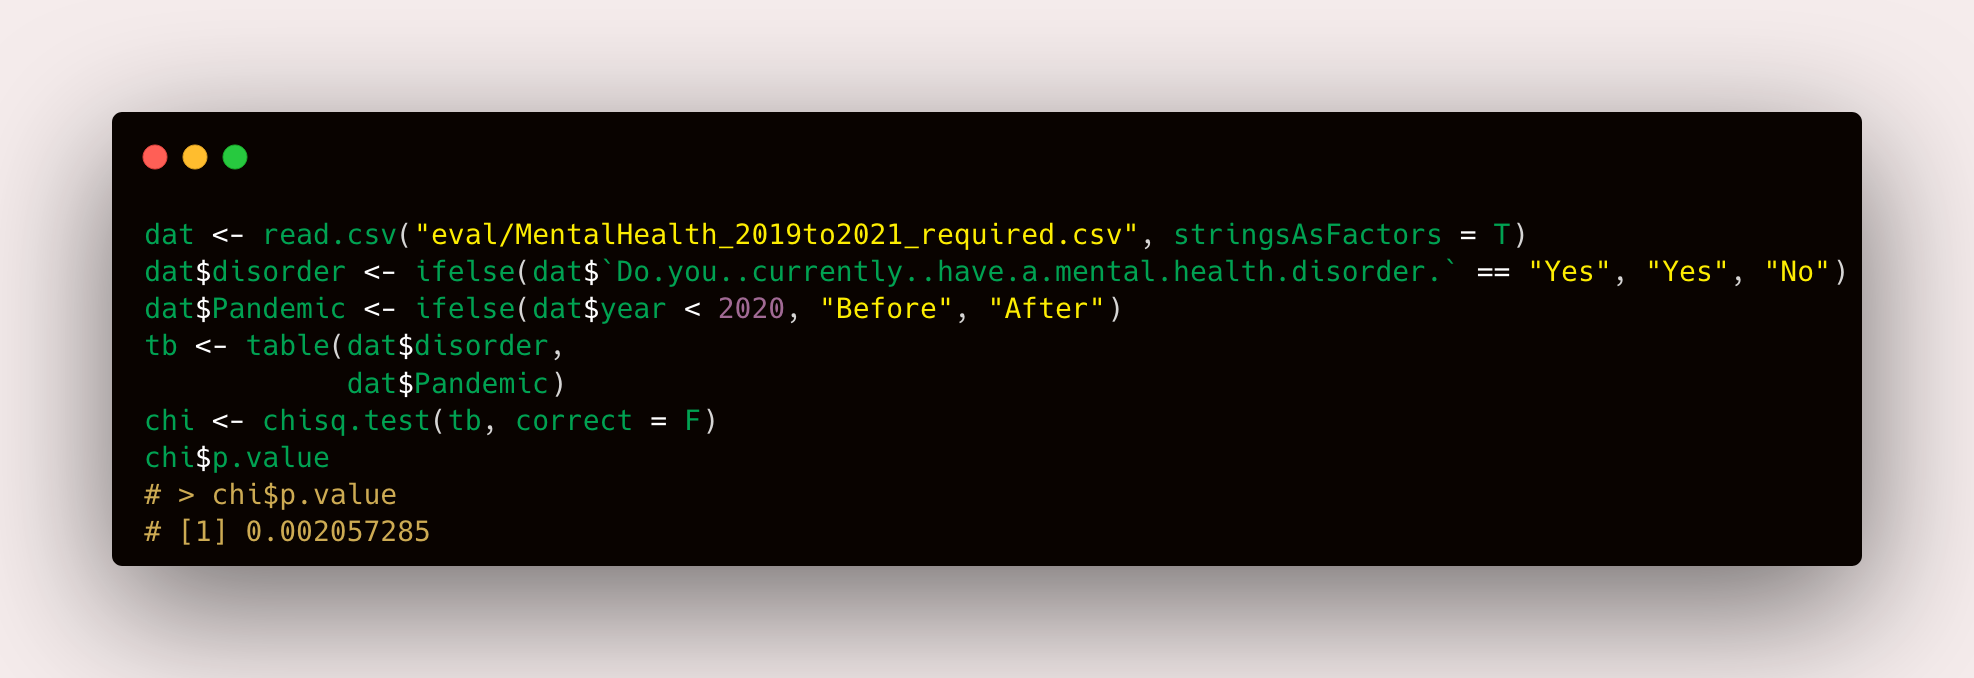 dat <- read.csv("eval/MentalHealth_2019to2021_required.csv", stringsAsFactors = T)
dat$disorder <- ifelse(dat$`Do.you..currently..have.a.mental.health.disorder.` == "Yes", "Yes", "No")
dat$Pandemic <- ifelse(dat$year < 2020, "Before", "After")
tb <- table(dat$disorder,
            dat$Pandemic)
chi <- chisq.test(tb, correct = F)
chi$p.value
# > chi$p.value
# [1] 0.002057285